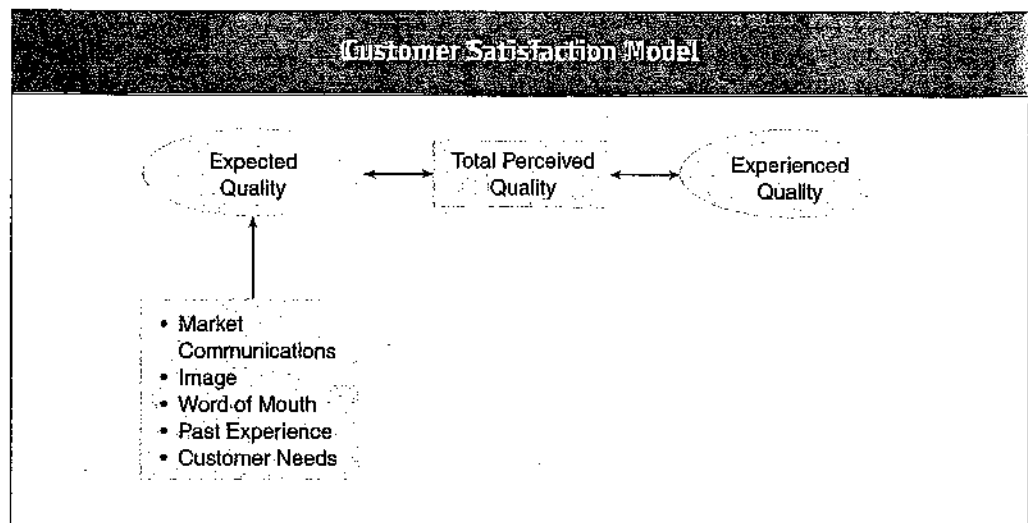 Customer Satisfaction Model
Expected
Quality
Total Perceived
Quality
Experienced
Quality
• Market
Communications
• Image
• Word of Mouth
• Past Experience
• Customer Needs